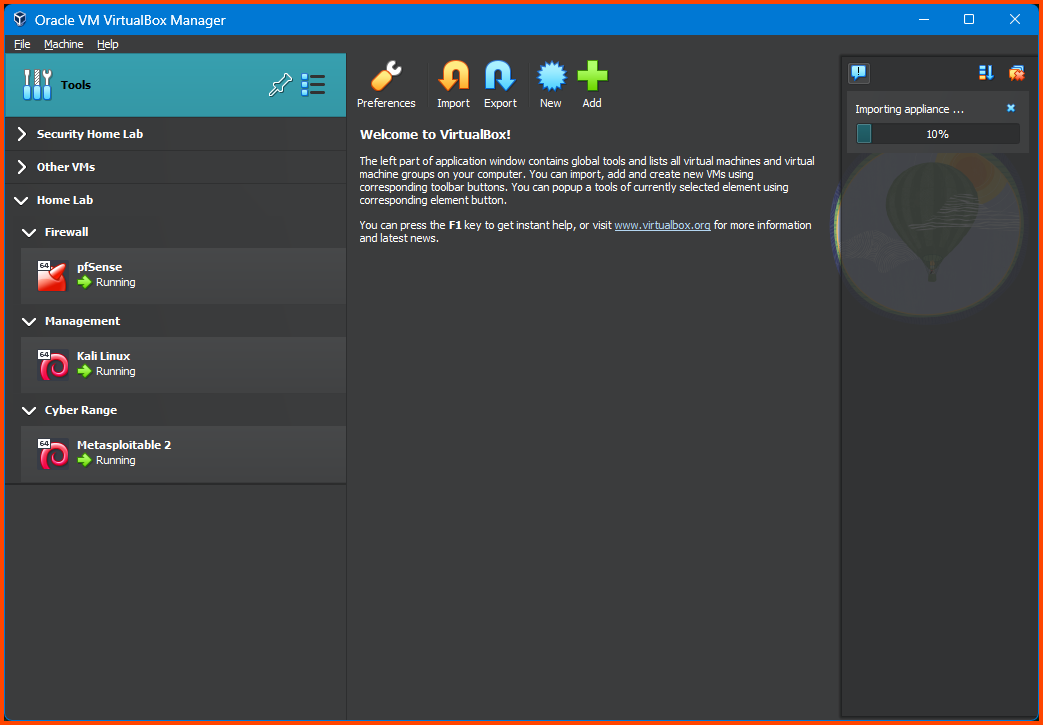 Oracle VM VirtualBox Manager
File Machine Help
Tools
Security Home Lab
Other VMs
Home Lab
Firewall
64
pfSense
Running
Management
64
Kali Linux
Running
Cyber Range
64
Metasploitable 2
Running
Preferences Import Export New Add
Welcome to VirtualBox!
The left part of application window contains global tools and lists all virtual machines and virtual
machine groups on your computer. You can import, add and create new VMs using
corresponding toolbar buttons. You can popup a tools of currently selected element using
corresponding element button.
You can press the F1 key to get instant help, or visit www.virtualbox.org for more information
and latest news.
Importing appliance ...
10%